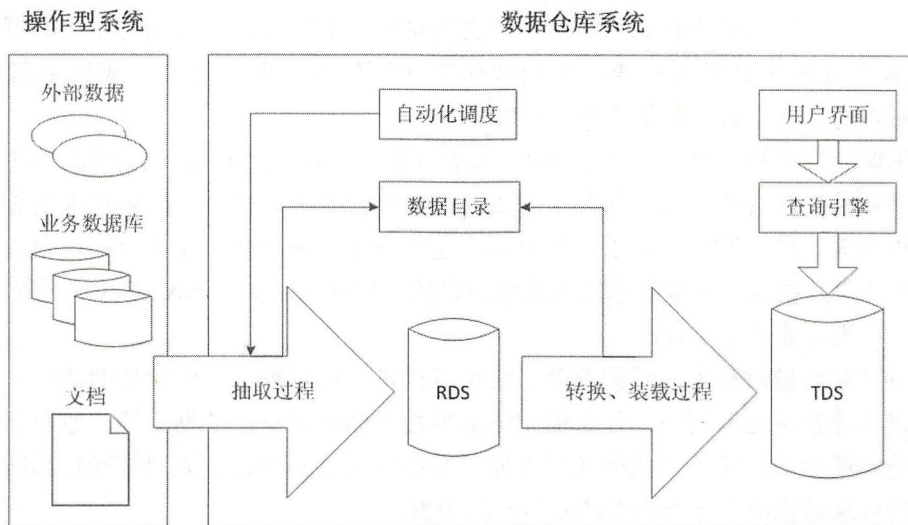 操作型系统
数据仓库系统
外部数据
业务数据库
文档
自动化调度
数据目录
用户界面
查询引擎
抽取过程
RDS
转换、装载过程
TDS